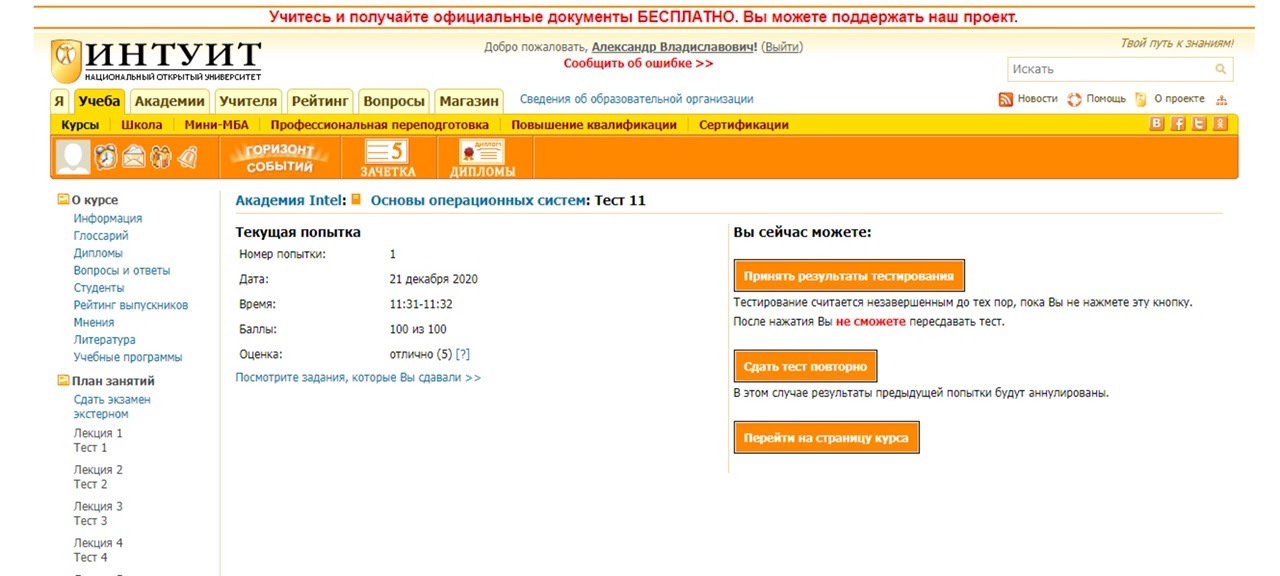 Учитесь и получайте официальные документы БЕСПЛАТНО. Вы можете поддержать наш проект.
ИНТУИТ
НАЦИОНАЛЬНЫЙ ОТКРЫТЫЙ УНИВЕРСИТЕТ
Добро пожаловать, Александр Владиславович! (Выйти)
Сообщить об ошибке >>
Твой путь к знаниям!
Искать
Я Учеба Академии Учителя Рейтинг Вопросы Магазин Сведения об образовательной организации
Новости Помощь О проекте
Курсы Школа Мини-МБА Профессиональная переподготовка Повышение квалификации Сертификации
ГОРИЗОНТ
СОБЫТИЙ
5
ЗАЧЕТКА
ДИПЛОМ
ДИПЛОМЫ
О курсе
Информация
Глоссарий
Дипломы
Вопросы и ответы
Студенты
Рейтинг выпускников
Мнения
Литература
Учебные программы
План занятий
Сдать экзамен
экстерном
Лекция 1
Тест 1
Лекция 2
Тест 2
Лекция 3
Тест 3
Лекция 4
Тест 4
Академия Intel: Основы операционных систем: Тест 11
Текущая попытка
Номер попытки: 1
Дата: 21 декабря 2020
Время: 11:31-11:32
Баллы: 100 из 100
Оценка: отлично (5) [?]
Посмотрите задания, которые Вы сдавали >>
Вы сейчас можете:
Принять результаты тестирования
Тестирование считается незавершенным до тех пор, пока Вы не нажмете эту кнопку.
После нажатия Вы не сможете пересдавать тест.
Сдать тест повторно
В этом случае результаты предыдущей попытки будут аннулированы.
Перейти на страницу курса